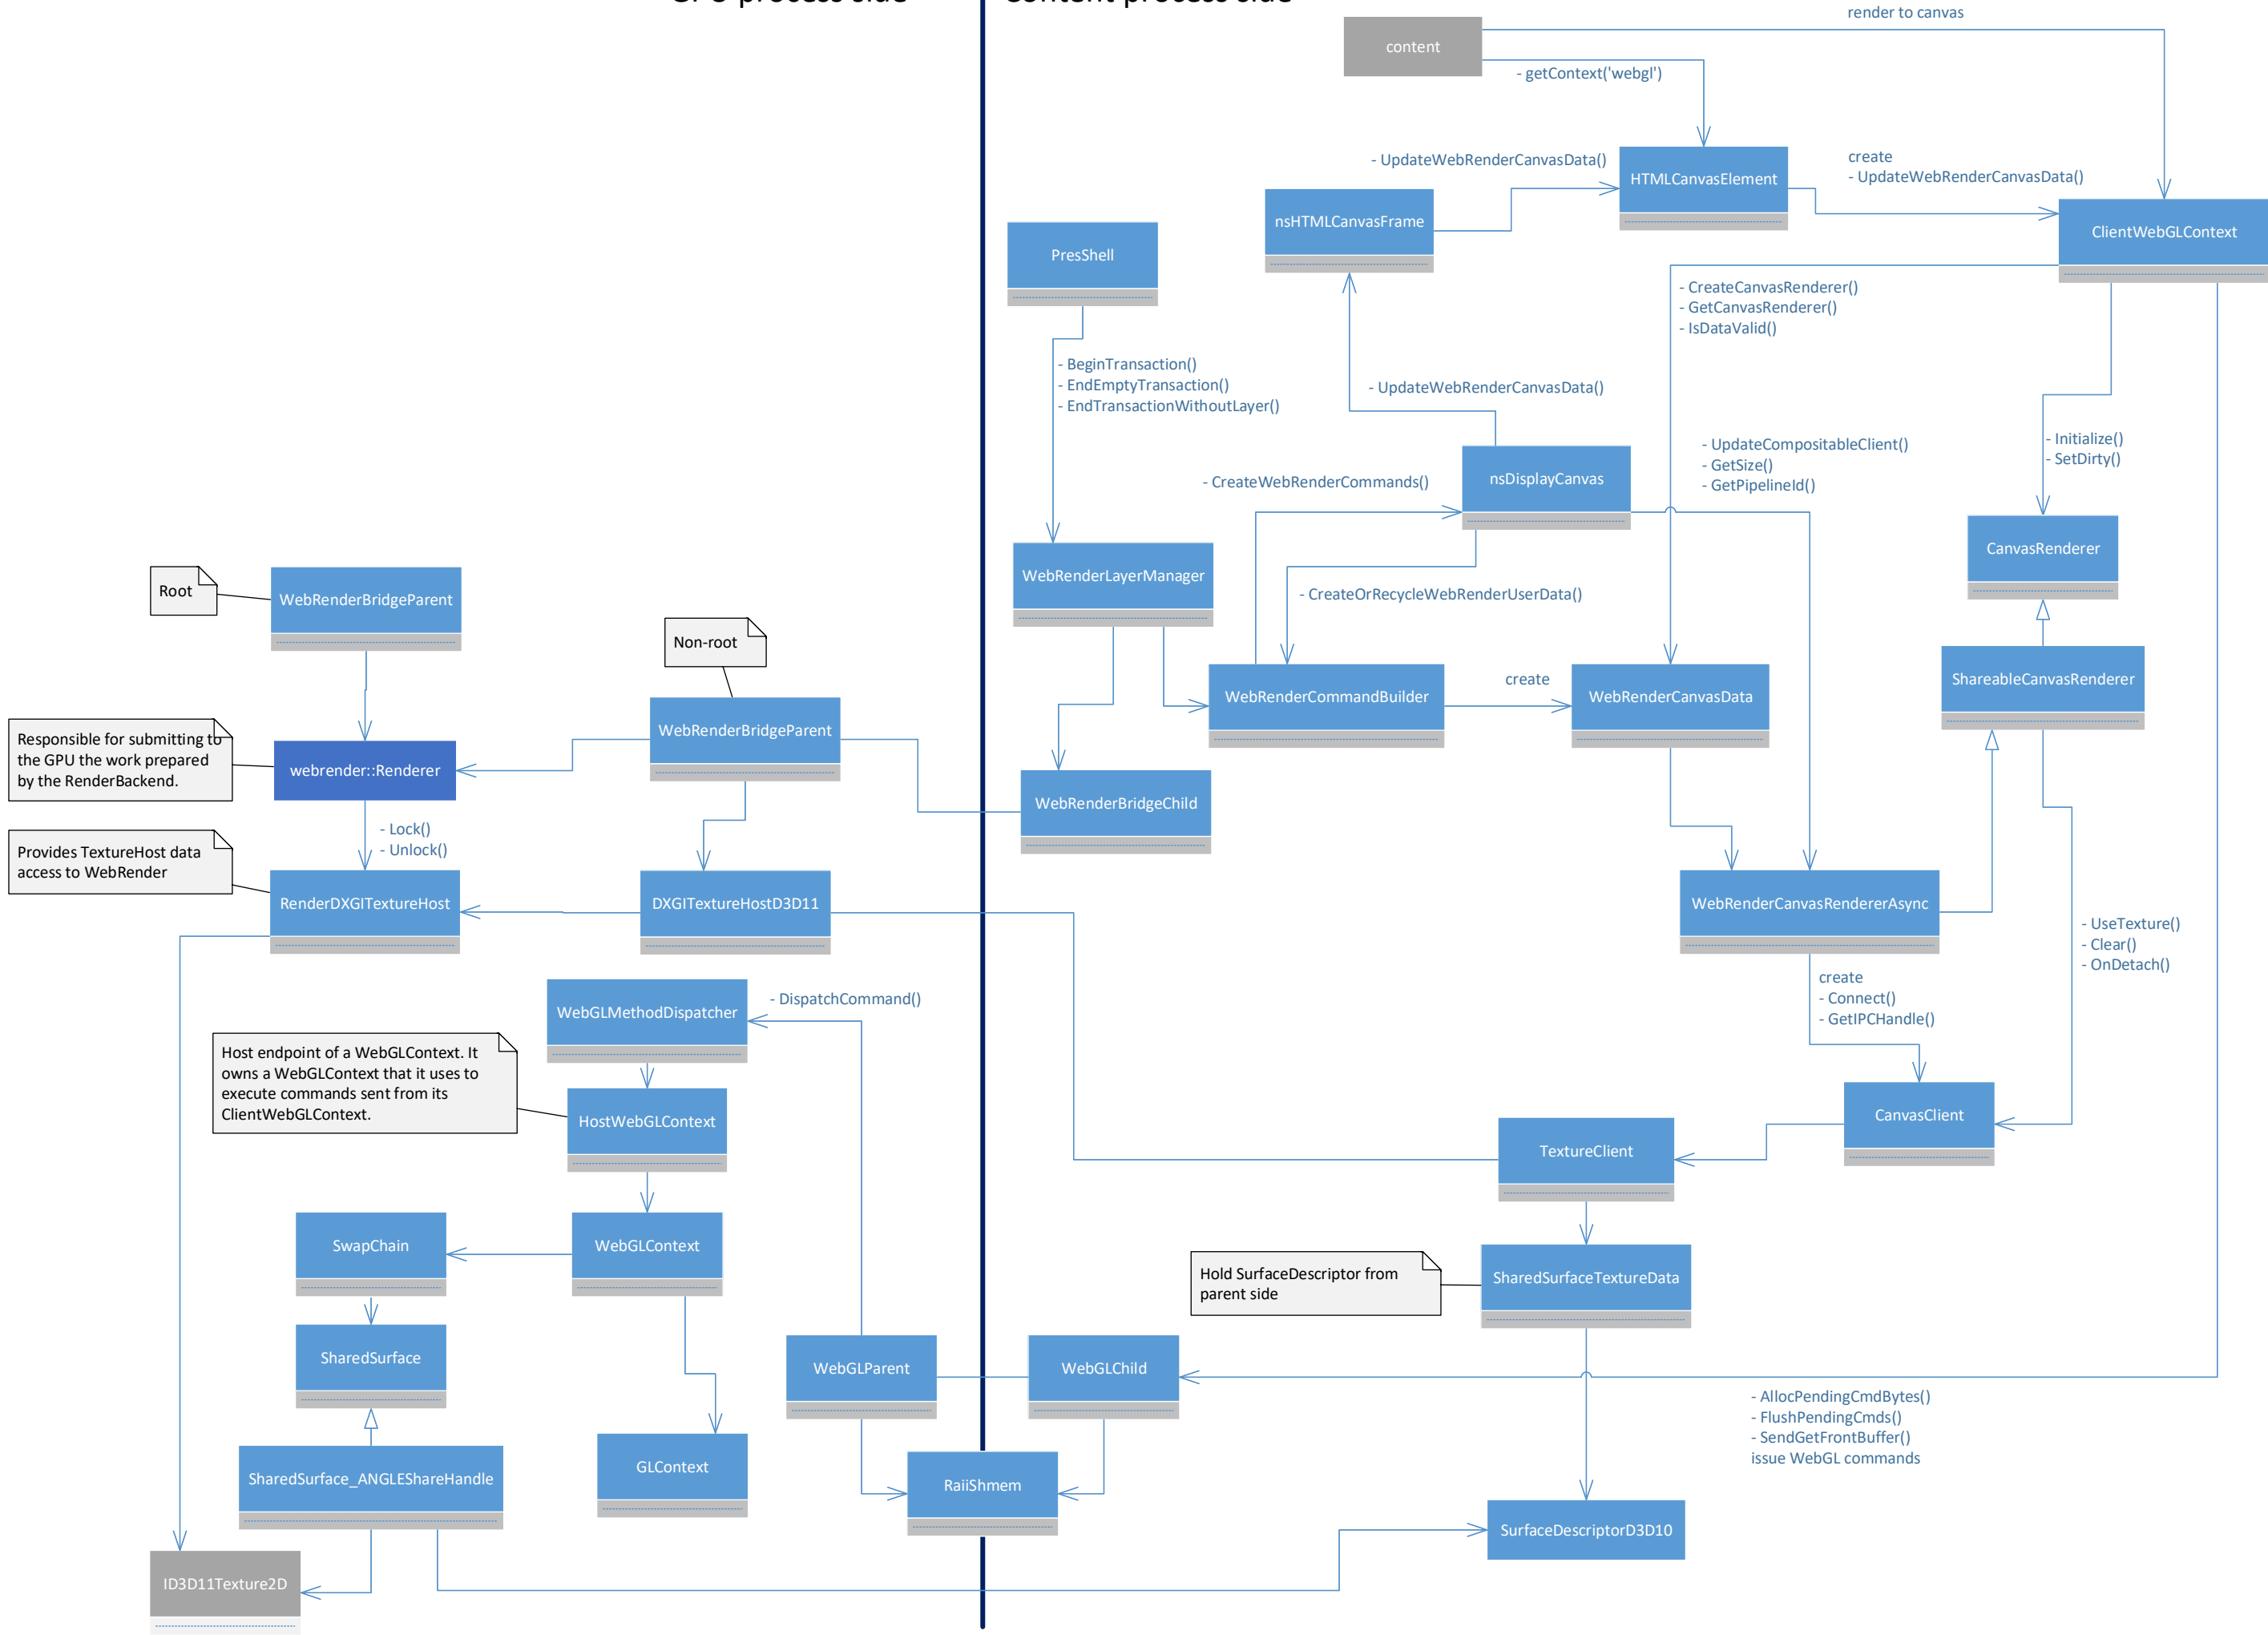 GPU process side
Content process side
render to canvas
content
- getContext('webgl')
- UpdateWebRenderCanvasData()
HTMLCanvasElement
create
- UpdateWebRenderCanvasData()
nsHTMLCanvasFrame
PresShell
ClientWebGLContext
- CreateCanvasRenderer()
- GetCanvasRenderer()
- IsDataValid()
- BeginTransaction()
- EndEmptyTransaction()
- EndTransactionWithoutLayer()
- UpdateWebRenderCanvasData()
- Initialize()
- SetDirty()
- UpdateCompositableClient()
- GetSize()
- GetPipelineId()
- CreateWebRenderCommands()
nsDisplayCanvas
CanvasRenderer
WebRenderLayerManager
- CreateOrRecycleWebRenderUserData()
Root
WebRenderBridgeParent
Non-root
WebRenderBridgeParent
WebRenderCommandBuilder
create
WebRenderCanvasData
ShareableCanvasRenderer
Responsible for submitting to
the GPU the work prepared
by the RenderBackend.
webrender::Renderer
WebRenderBridgeChild
- Lock()
- Unlock()
Provides TextureHost data
access to WebRender
RenderDXGITextureHost
DXGITextureHostD3D11
WebRenderCanvasRendererAsync
- UseTexture()
- Clear()
- OnDetach()
create
- Connect()
- GetIPCHandle()
WebGLMethodDispatcher
- DispatchCommand()
Host endpoint of a WebGLContext. It
owns a WebGLContext that it uses to
execute commands sent from its
ClientWebGLContext.
HostWebGLContext
CanvasClient
TextureClient
SwapChain
WebGLContext
Hold SurfaceDescriptor from
parent side
SharedSurfaceTextureData
SharedSurface
WebGLParent
WebGLChild
- AllocPendingCmdBytes()
- FlushPendingCmds()
- SendGetFrontBuffer()
issue WebGL commands
SharedSurface_ANGLEShareHandle
GLContext
RaiiShmem
SurfaceDescriptorD3D10
ID3D11Texture2D